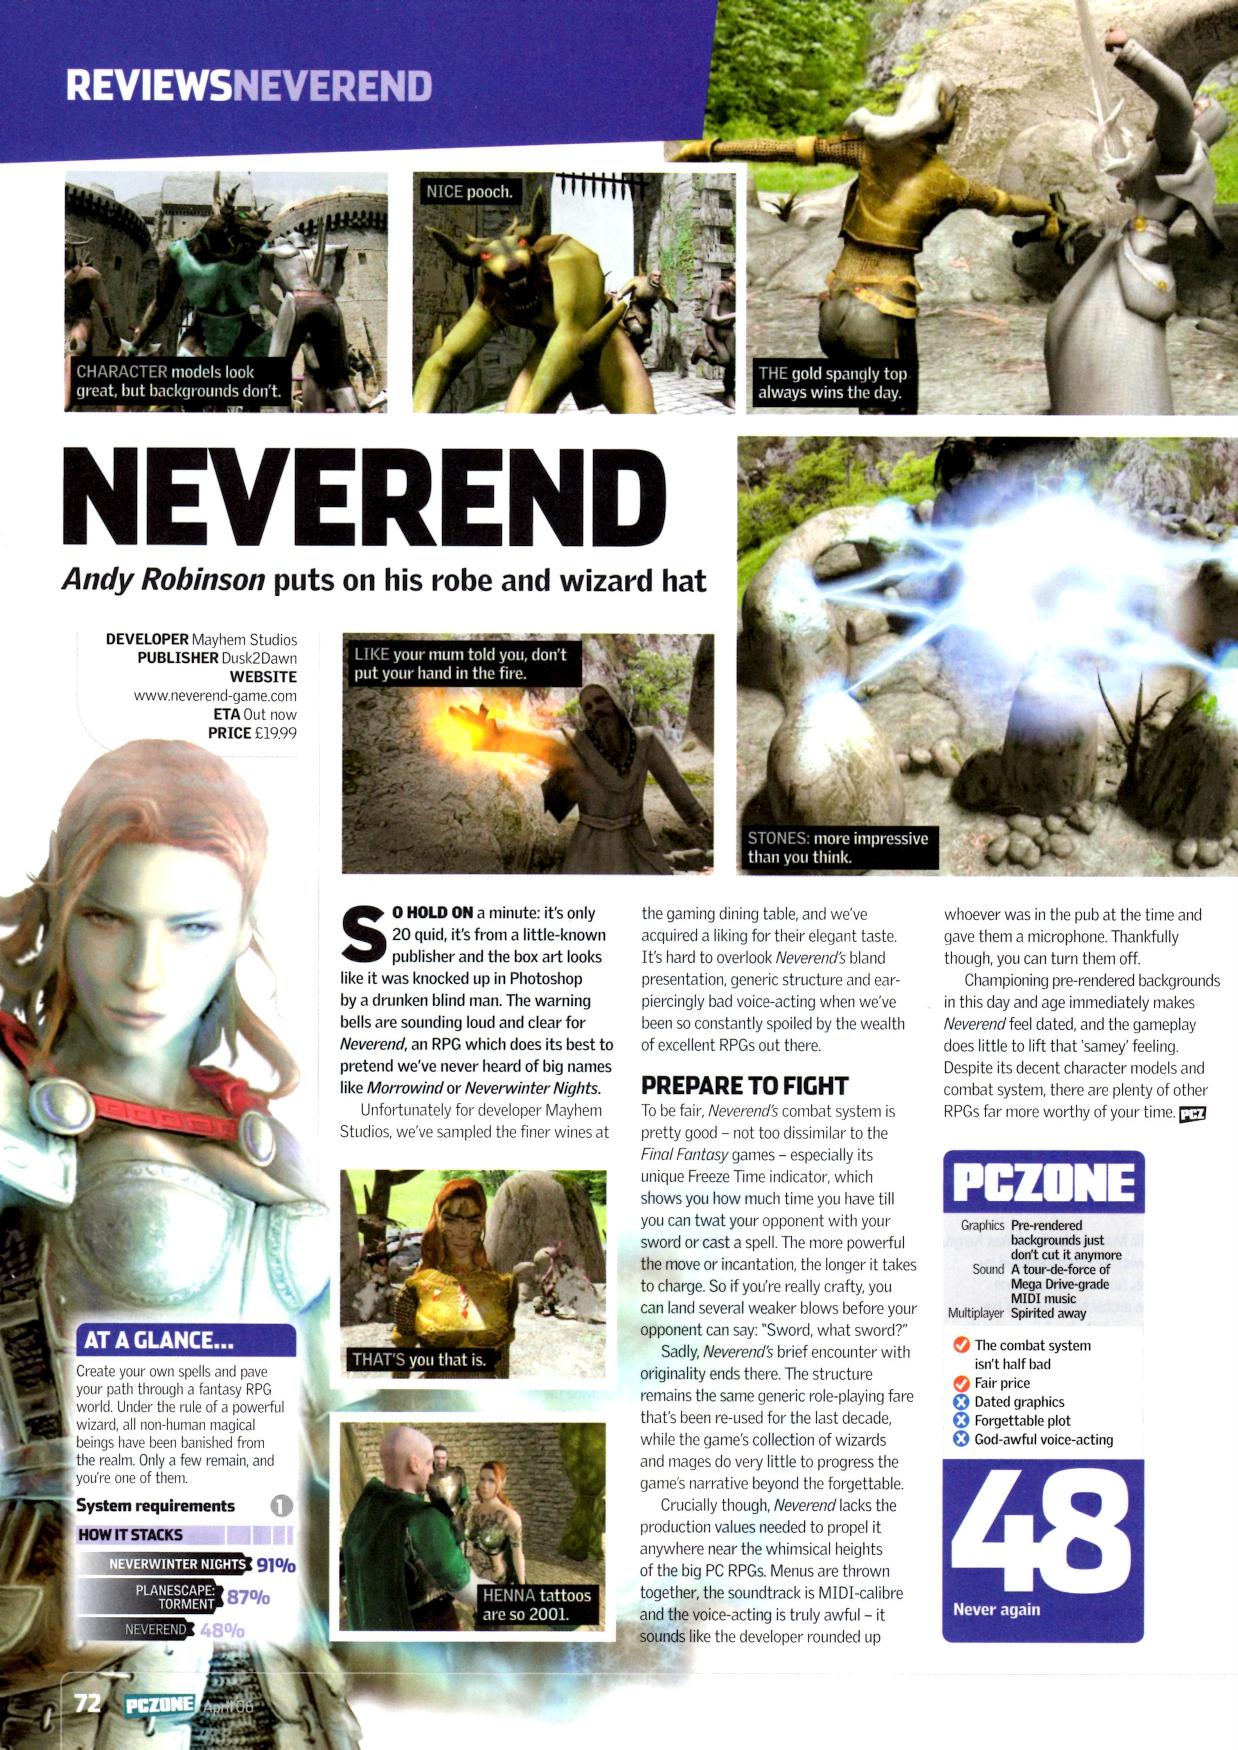 REVIEWSNEVEREND
CHARACTER models look
great, but backgrounds don't.
NICE pooch.
THE gold spangly top
always wins the day.
NEVEREND
Andy Robinson puts on his robe and wizard hat
DEVELOPER Mayhem Studios
PUBLISHER Dusk2Dawn
WEBSITE
www.neverend-game.com
ETA Out now
PRICE £19.99
LIKE your mum told you, don't
put your hand in the fire.
STONES: more impressive
than you think.
SO HOLD ON a minute: it's only
20 quid, it's from a little-known
publisher and the box art looks
like it was knocked up in Photoshop
by a drunken blind man. The warning
bells are sounding loud and clear for
Neverend, an RPG which does its best to
pretend we've never heard of big names
like Morrowind or Neverwinter Nights.
Unfortunately for developer Mayhem
Studios, we've sampled the finer wines at
THAT'S you that is.
HENNA tattoos
are so 2001.
the gaming dining table, and we've
acquired a liking for their elegant taste.
It's hard to overlook Neverend's bland
presentation, generic structure and ear-
piercingly bad voice-acting when we've
been so constantly spoiled by the wealth
of excellent RPGs out there.
PREPARE TO FIGHT
To be fair, Neverend's combat system is
pretty good – not too dissimilar to the
Final Fantasy games – especially its
unique Freeze Time indicator, which
shows you how much time you have till
you can twat your opponent with your
sword or cast a spell. The more powerful
the move or incantation, the longer it takes
to charge. So if you're really crafty, you
can land several weaker blows before your
opponent can say: "Sword, what sword?"
Sadly, Neverend's brief encounter with
originality ends there. The structure
remains the same generic role-playing fare
that's been re-used for the last decade,
while the game's collection of wizards
and mages do very little to progress the
game's narrative beyond the forgettable.
Crucially though, Neverend lacks the
production values needed to propel it
anywhere near the whimsical heights
of the big PC RPGs. Menus are thrown
together, the soundtrack is MIDI-calibre
and the voice-acting is truly awful – it
sounds like the developer rounded up
whoever was in the pub at the time and
gave them a microphone. Thankfully
though, you can turn them off.
Championing pre-rendered backgrounds
in this day and age immediately makes
Neverend feel dated, and the gameplay
does little to lift that 'samey' feeling.
Despite its decent character models and
combat system, there are plenty of other
RPGs far more worthy of your time. PCZ
AT A GLANCE...
Create your own spells and pave
your path through a fantasy RPG
world. Under the rule of a powerful
wizard, all non-human magical
beings have been banished from
the realm. Only a few remain, and
you're one of them.
System requirements 1
HOW IT STACKS
NEVERWINTER NIGHTS 91%
PLANESCAPE:
TORMENT 87%
NEVEREND 48%
PCZONE
Graphics Pre-rendered
backgrounds just
don't cut it anymore
Sound A tour-de-force of
Mega Drive-grade
MIDI music
Multiplayer Spirited away
The combat system
isn't half bad
Fair price
Dated graphics
Forgettable plot
God-awful voice-acting
48
Never again
72 PCZONE April 06